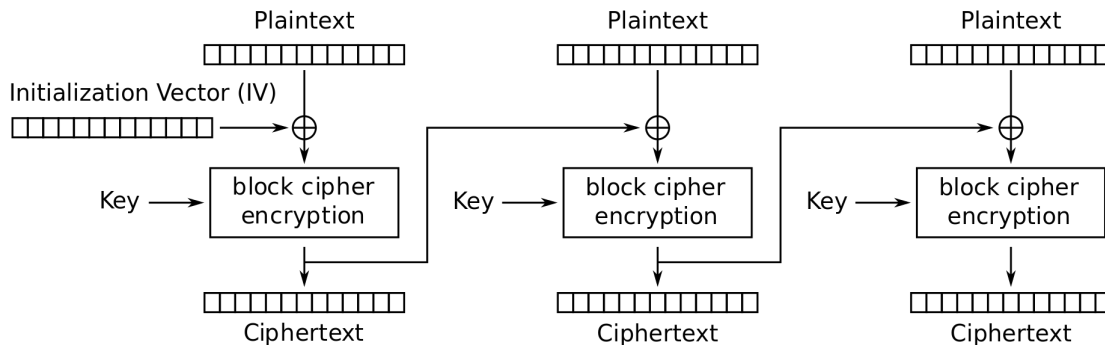 Plaintext
Plaintext
Plaintext
Initialization Vector (IV)
Key
block cipher
encryption
Key
block cipher
encryption
Key
block cipher
encryption
Ciphertext
Ciphertext
Ciphertext